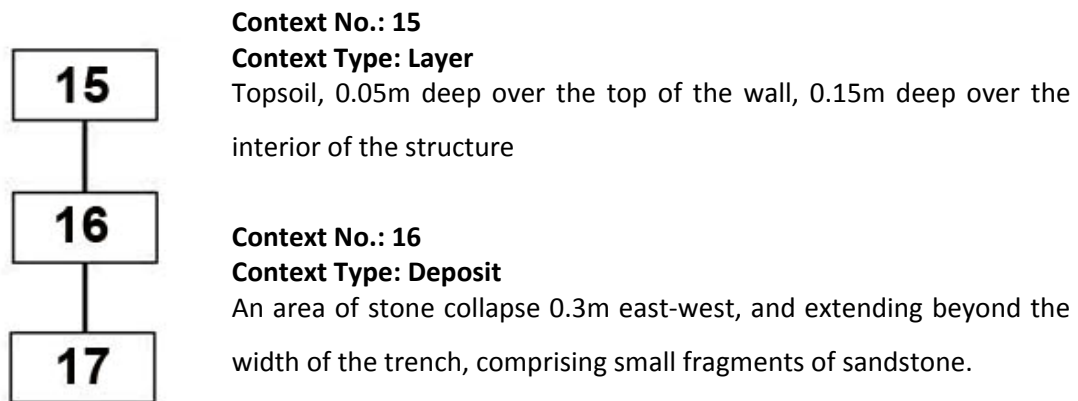 15
16
17
Context No.: 15
Context Type: Layer
Topsoil, 0.05m deep over the top of the wall, 0.15m deep over the
interior of the structure
Context No.: 16
Context Type: Deposit
An area of stone collapse 0.3m east-west, and extending beyond the
width of the trench, comprising small fragments of sandstone.